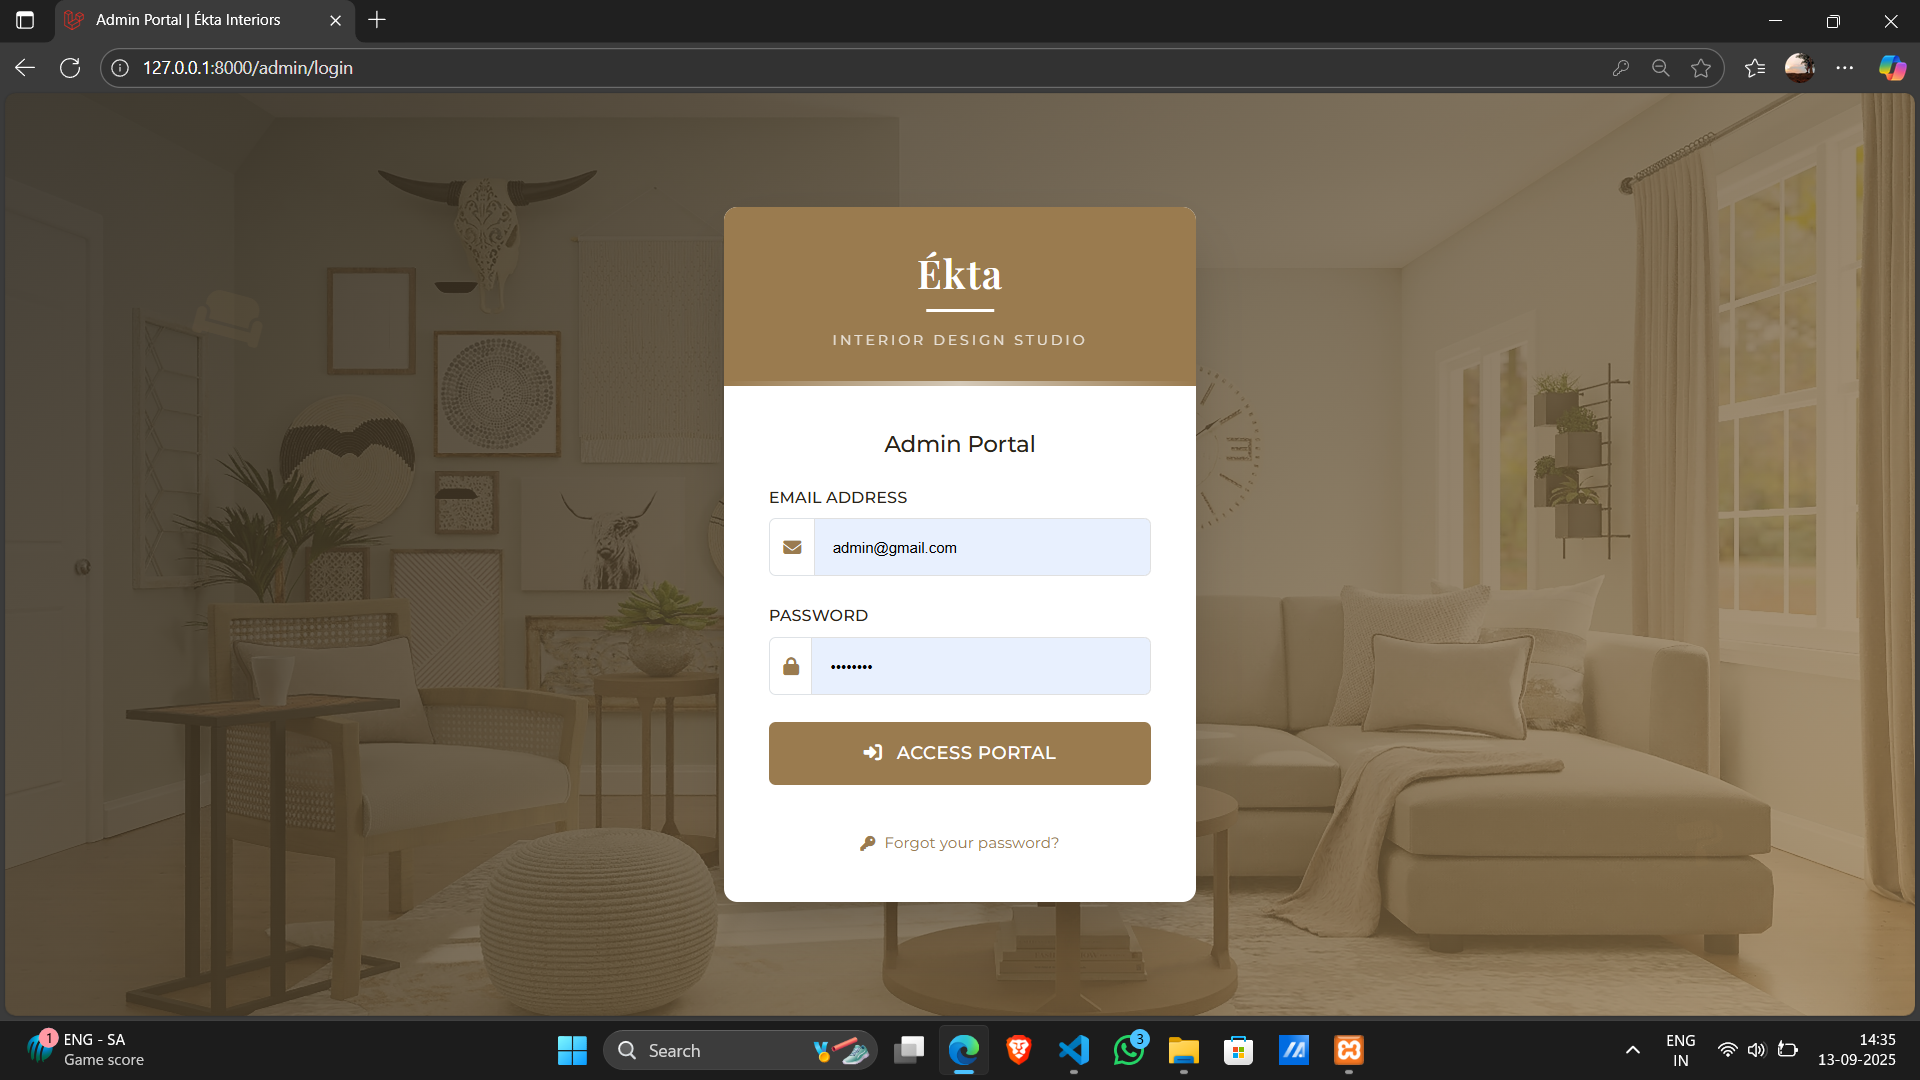 Admin Portal | Ékta Interiors
127.0.0.1:8000/admin/login
Ékta
INTERIOR DESIGN STUDIO
Admin Portal
EMAIL ADDRESS
admin@gmail.com
PASSWORD
••••••••
ACCESS PORTAL
Forgot your password?
1
ENG - SA
Game score
Search
3
ENG
IN
14:35
13-09-2025